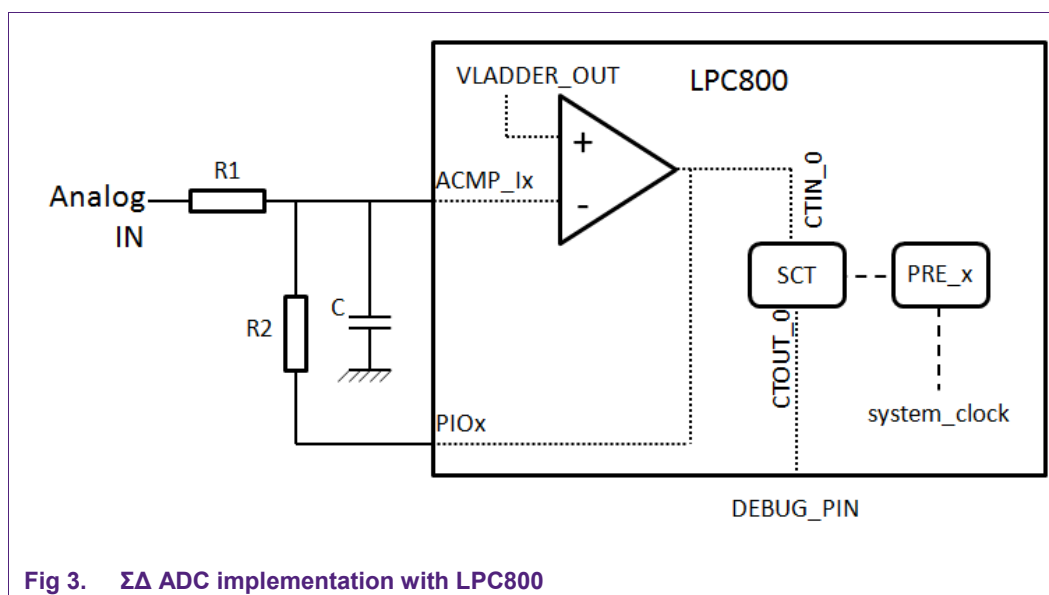 VLADDER_OUT
LPC800
R1
ACMP_Ix
+
-
Analog
IN
CTIN_0
SCT
PRE_x
C
R2
CTOUT_0
system_clock
PIOx
DEBUG_PIN
Fig 3. ΣΔ ADC implementation with LPC800